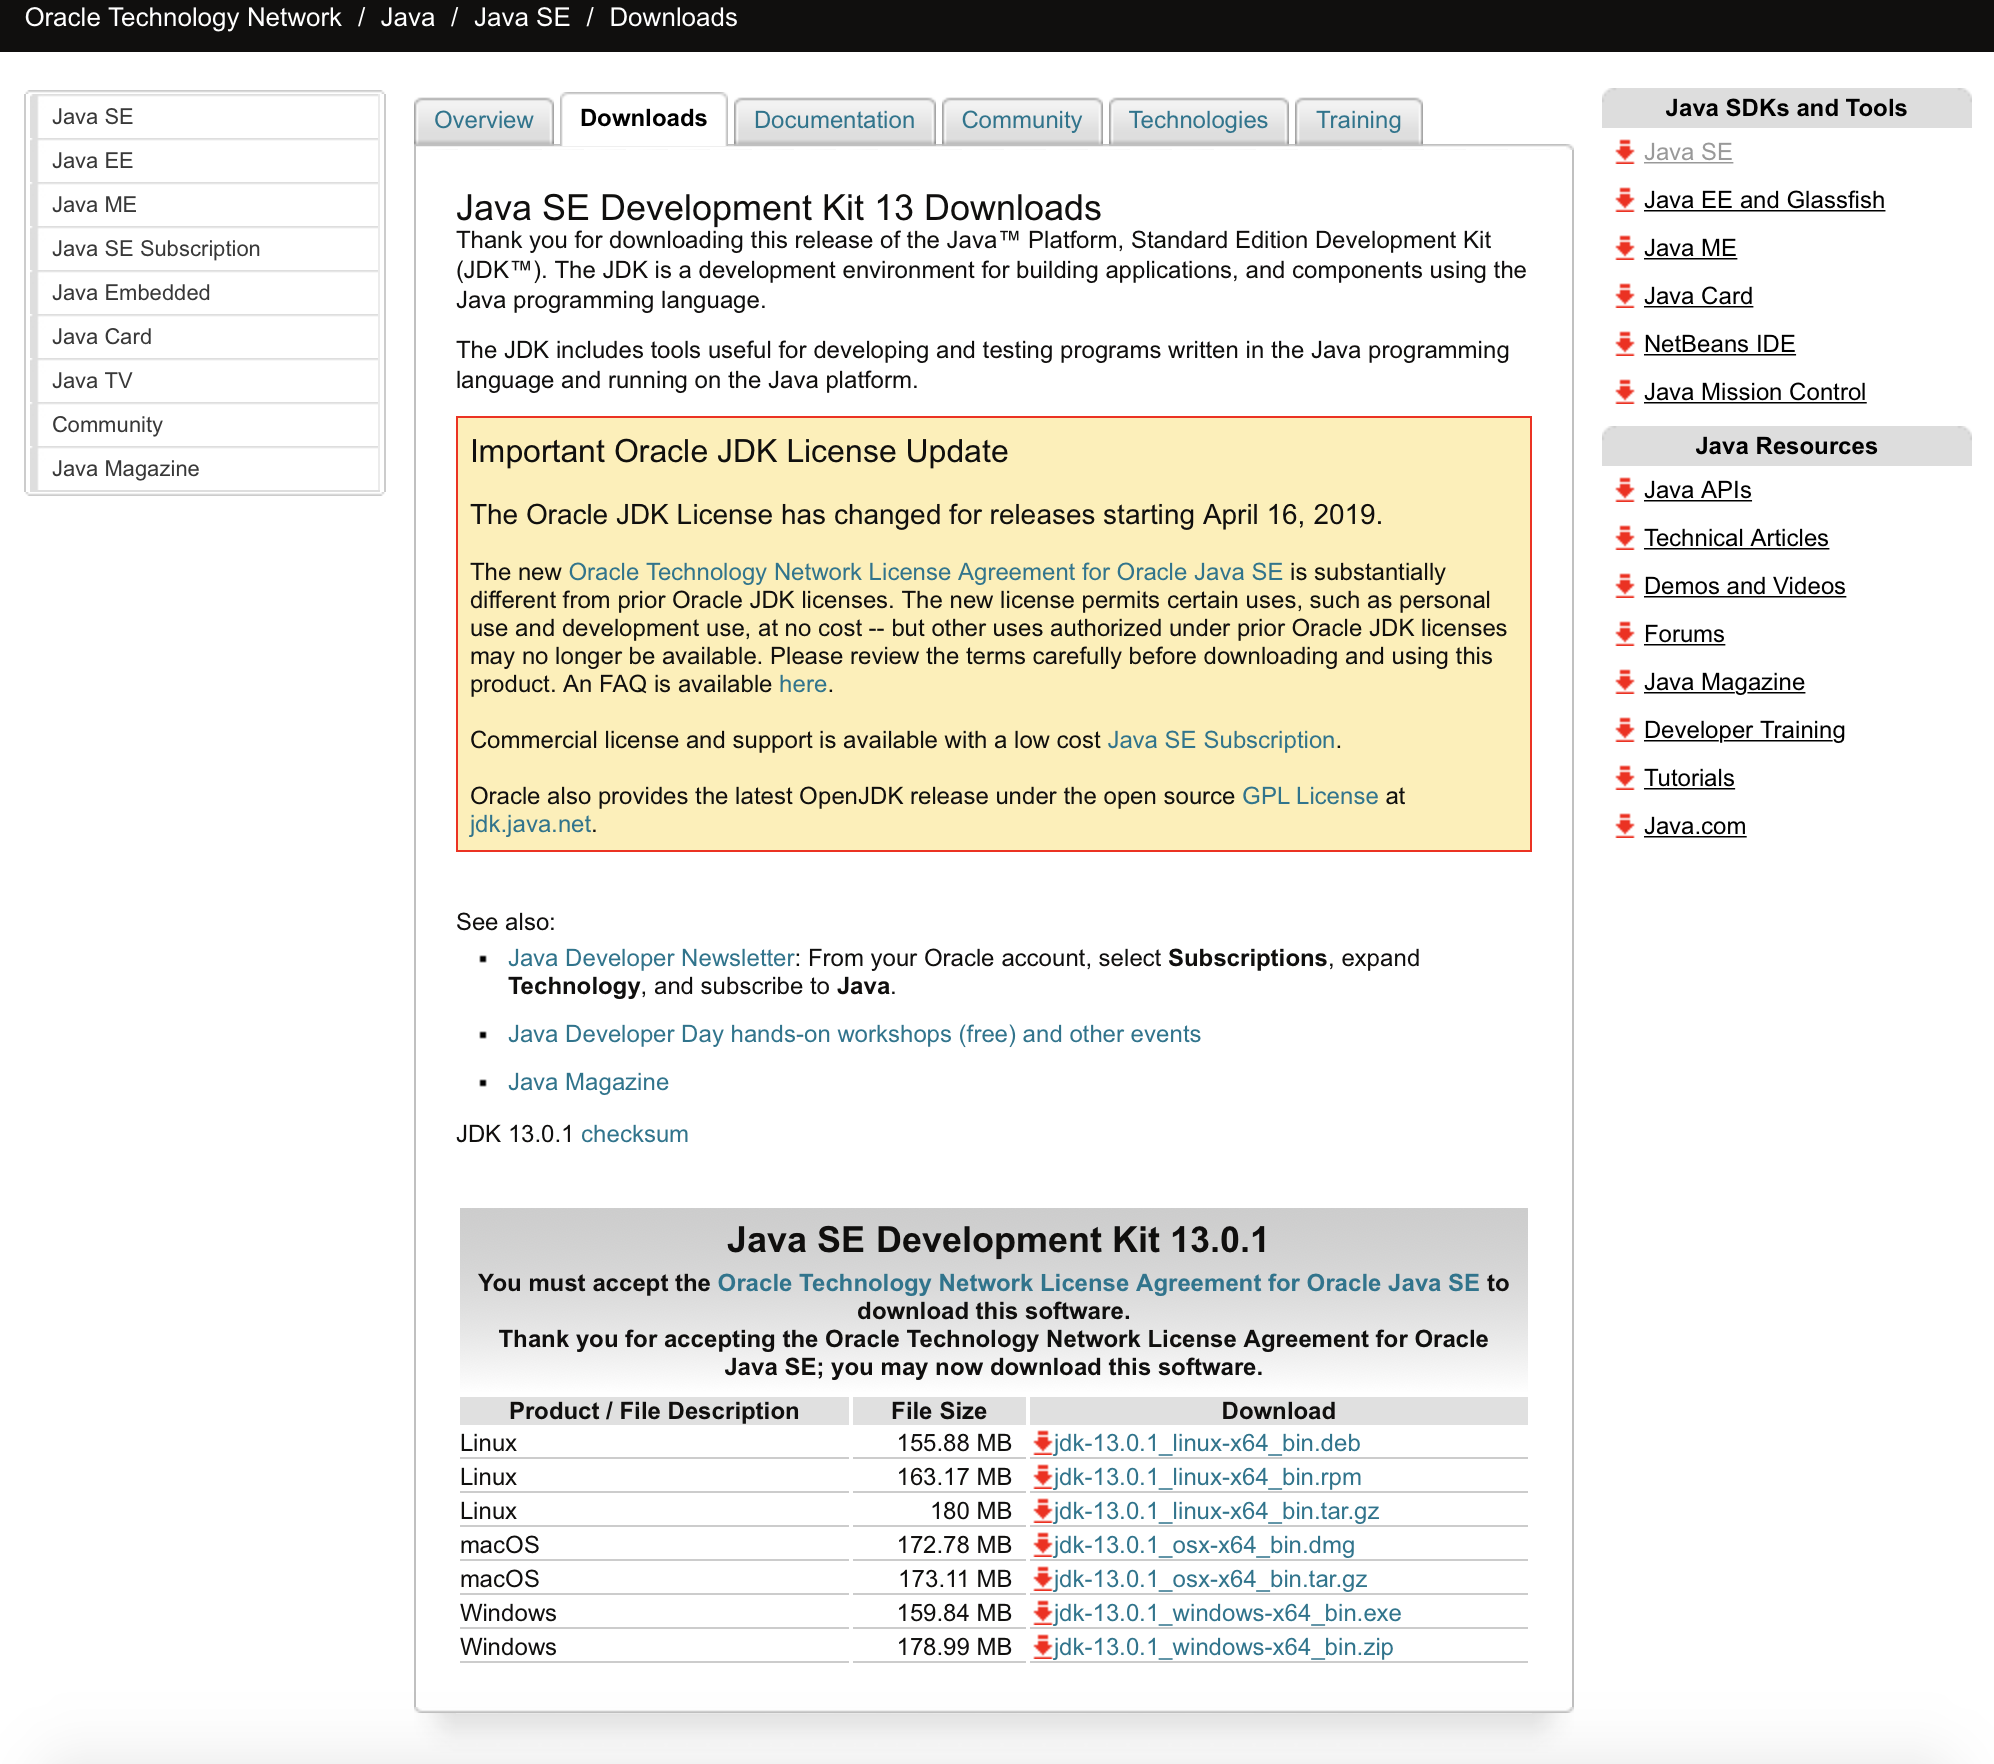 Oracle Technology Network / Java / Java SE / Downloads
Java SE
Java EE
Java ME
Java SE Subscription
Java Embedded
Java Card
Java TV
Community
Java Magazine
Overview
Downloads
Documentation
Community
Technologies
Training
Java SE Development Kit 13 Downloads
Thank you for downloading this release of the Java™ Platform, Standard Edition Development Kit
(JDK™). The JDK is a development environment for building applications, and components using the
Java programming language.
The JDK includes tools useful for developing and testing programs written in the Java programming
language and running on the Java platform.
Important Oracle JDK License Update
The Oracle JDK License has changed for releases starting April 16, 2019.
The new Oracle Technology Network License Agreement for Oracle Java SE is substantially
different from prior Oracle JDK licenses. The new license permits certain uses, such as personal
use and development use, at no cost -- but other uses authorized under prior Oracle JDK licenses
may no longer be available. Please review the terms carefully before downloading and using this
product. An FAQ is available here.
Commercial license and support is available with a low cost Java SE Subscription.
Oracle also provides the latest OpenJDK release under the open source GPL License at
jdk.java.net.
See also:
▪ Java Developer Newsletter: From your Oracle account, select Subscriptions, expand
Technology, and subscribe to Java.
▪ Java Developer Day hands-on workshops (free) and other events
▪ Java Magazine
JDK 13.0.1 checksum
Java SE Development Kit 13.0.1
You must accept the Oracle Technology Network License Agreement for Oracle Java SE to
download this software.
Thank you for accepting the Oracle Technology Network License Agreement for Oracle
Java SE; you may now download this software.
Product / File Description File Size Download
Linux 155.88 MB jdk-13.0.1_linux-x64_bin.deb
Linux 163.17 MB jdk-13.0.1_linux-x64_bin.rpm
Linux 180 MB jdk-13.0.1_linux-x64_bin.tar.gz
macOS 172.78 MB jdk-13.0.1_osx-x64_bin.dmg
macOS 173.11 MB jdk-13.0.1_osx-x64_bin.tar.gz
Windows 159.84 MB jdk-13.0.1_windows-x64_bin.exe
Windows 178.99 MB jdk-13.0.1_windows-x64_bin.zip
Java SDKs and Tools
Java SE
Java EE and Glassfish
Java ME
Java Card
NetBeans IDE
Java Mission Control
Java Resources
Java APIs
Technical Articles
Demos and Videos
Forums
Java Magazine
Developer Training
Tutorials
Java.com